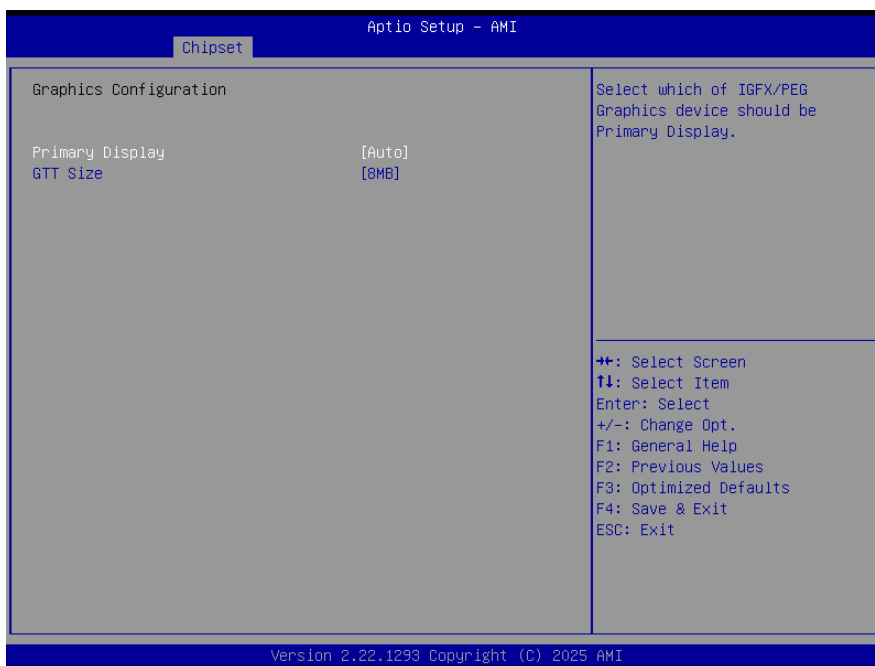 Aptio Setup – AMI
Chipset
Graphics Configuration
Primary Display [Auto]
GTT Size [8MB]
Select which of IGFX/PEG
Graphics device should be
Primary Display.
→←: Select Screen
↑↓: Select Item
Enter: Select
+/-: Change Opt.
F1: General Help
F2: Previous Values
F3: Optimized Defaults
F4: Save & Exit
ESC: Exit
Version 2.22.1293 Copyright (C) 2025 AMI